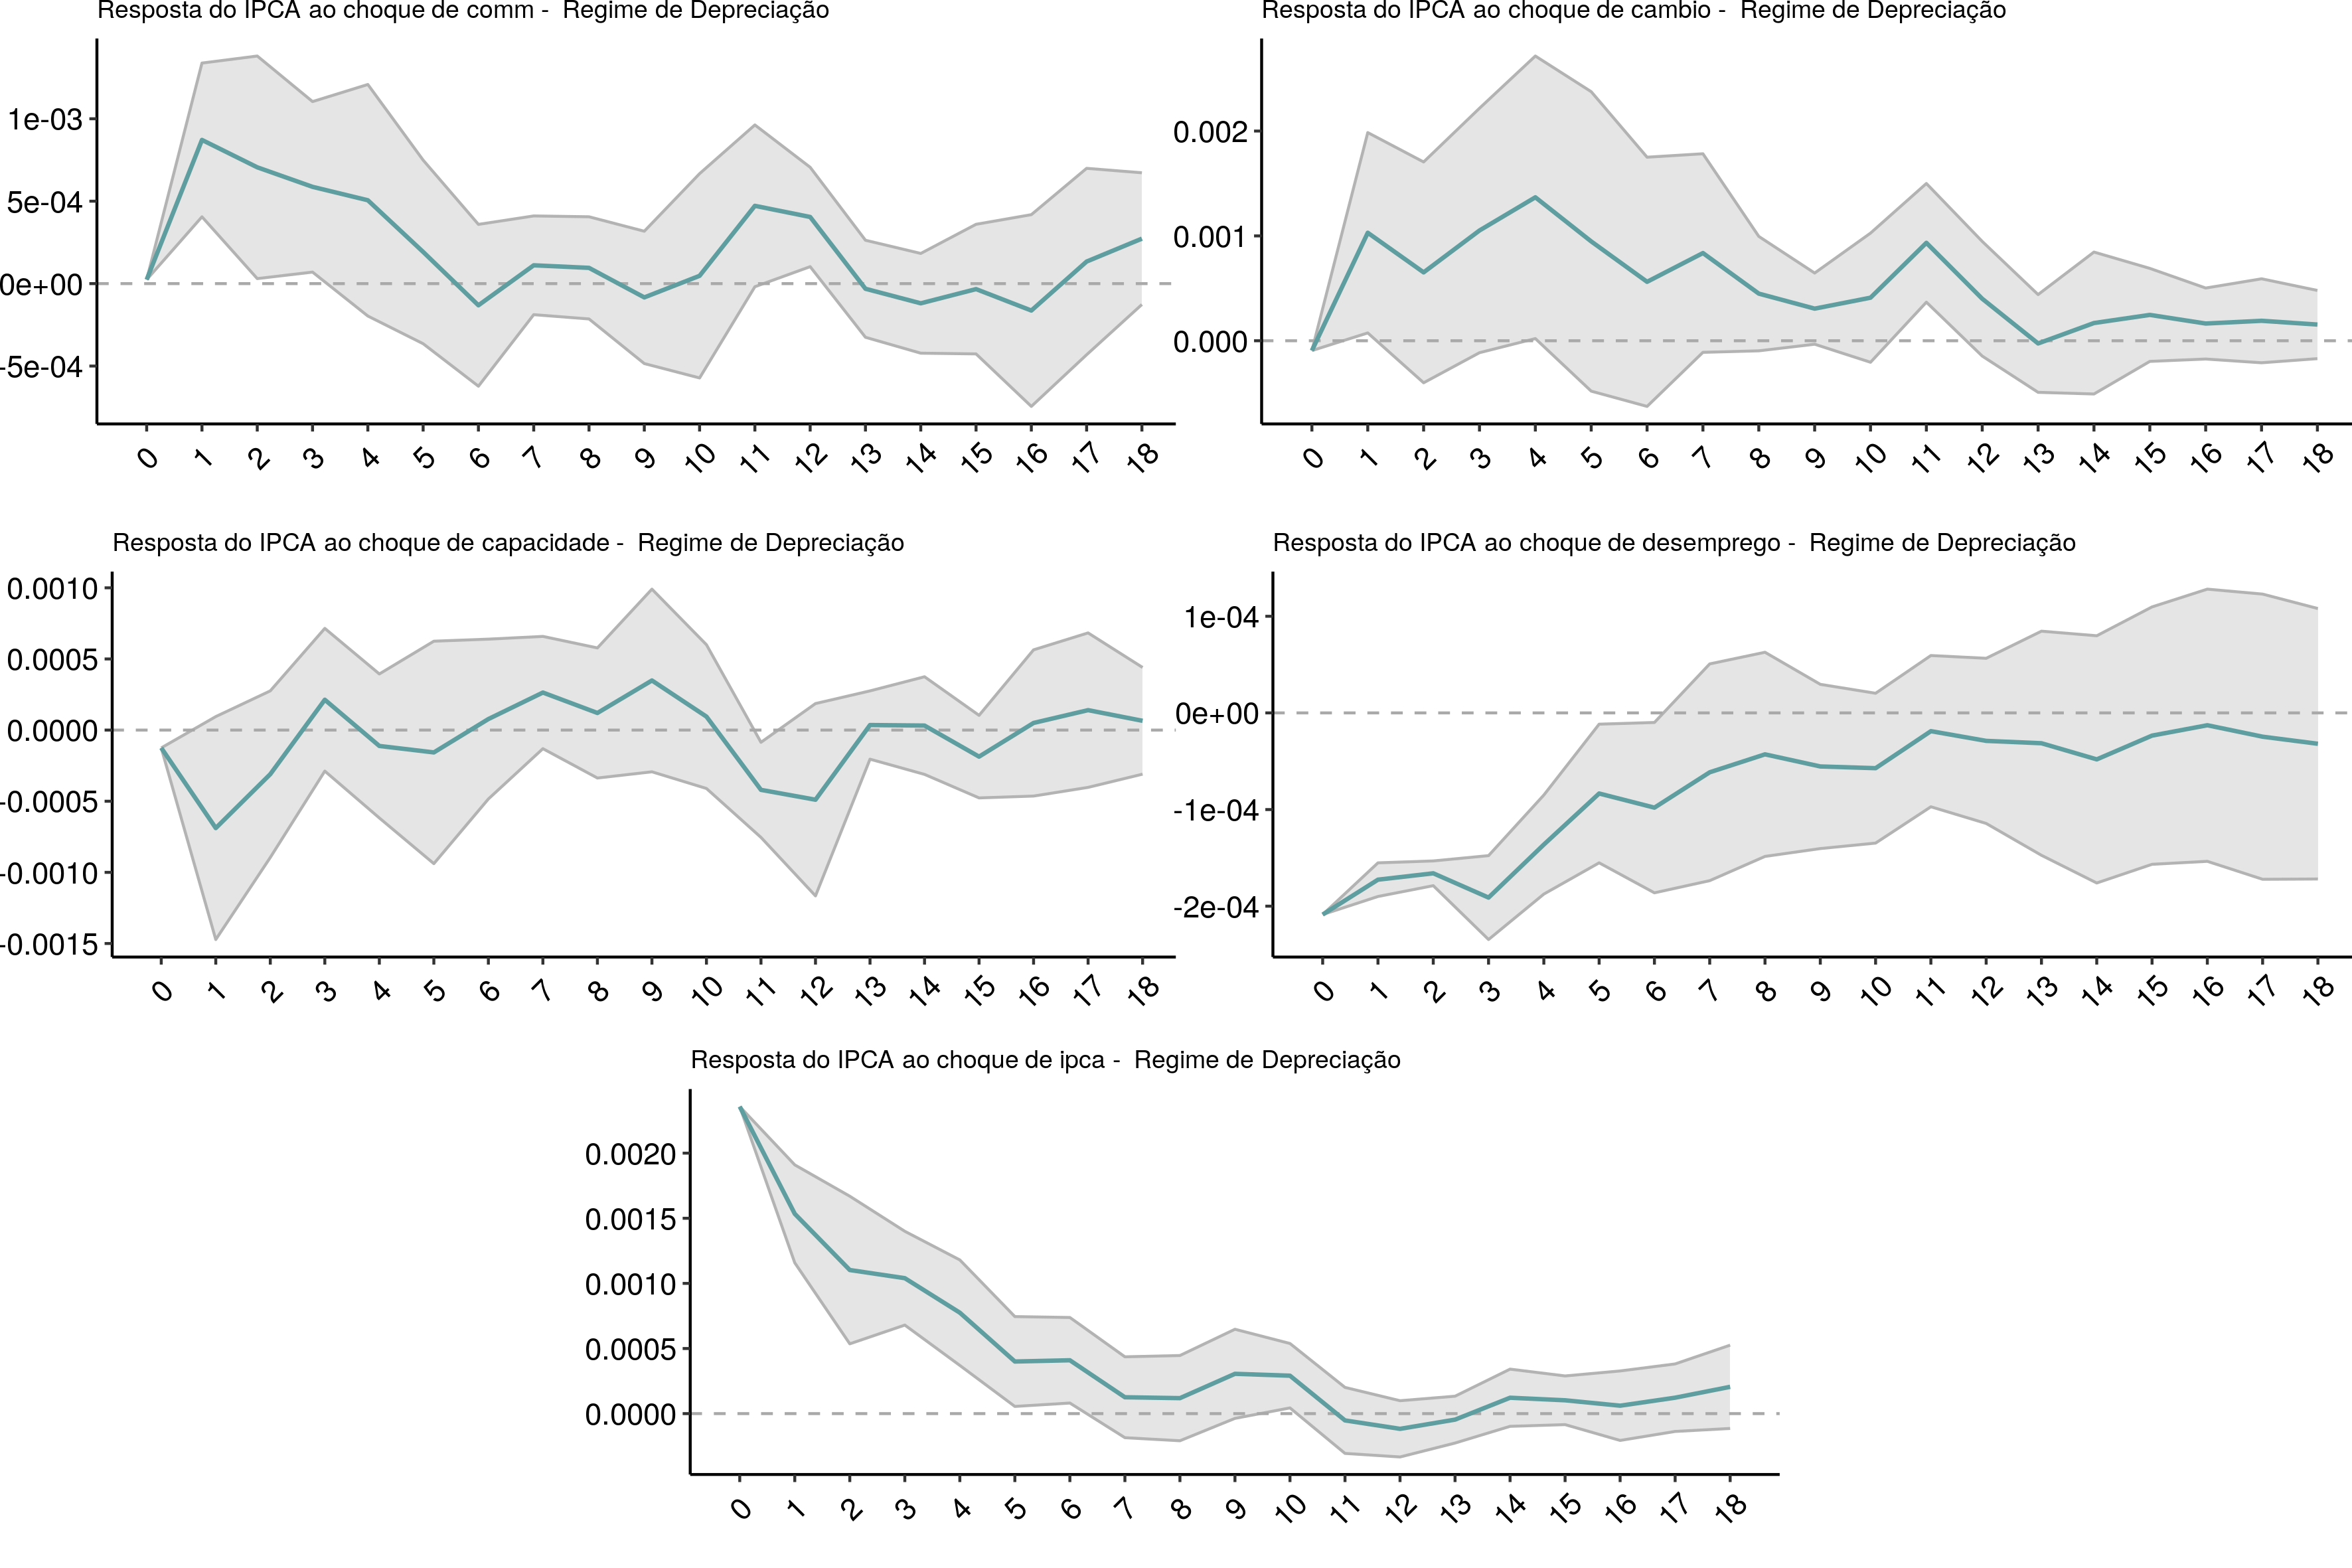 Resposta do IPCA ao choque de comm -  Regime de Depreciação
1e-03
5e-04
0e+00
-5e-04
0 1 2 3 4 5 6 7 8 9 10 11 12 13 14 15 16 17 18
Resposta do IPCA ao choque de cambio -  Regime de Depreciação
0.002
0.001
0.000
0 1 2 3 4 5 6 7 8 9 10 11 12 13 14 15 16 17 18
Resposta do IPCA ao choque de capacidade -  Regime de Depreciação
0.0010
0.0005
0.0000
-0.0005
-0.0010
-0.0015
0 1 2 3 4 5 6 7 8 9 10 11 12 13 14 15 16 17 18
Resposta do IPCA ao choque de desemprego -  Regime de Depreciação
1e-04
0e+00
-1e-04
-2e-04
0 1 2 3 4 5 6 7 8 9 10 11 12 13 14 15 16 17 18
Resposta do IPCA ao choque de ipca -  Regime de Depreciação
0.0020
0.0015
0.0010
0.0005
0.0000
0 1 2 3 4 5 6 7 8 9 10 11 12 13 14 15 16 17 18